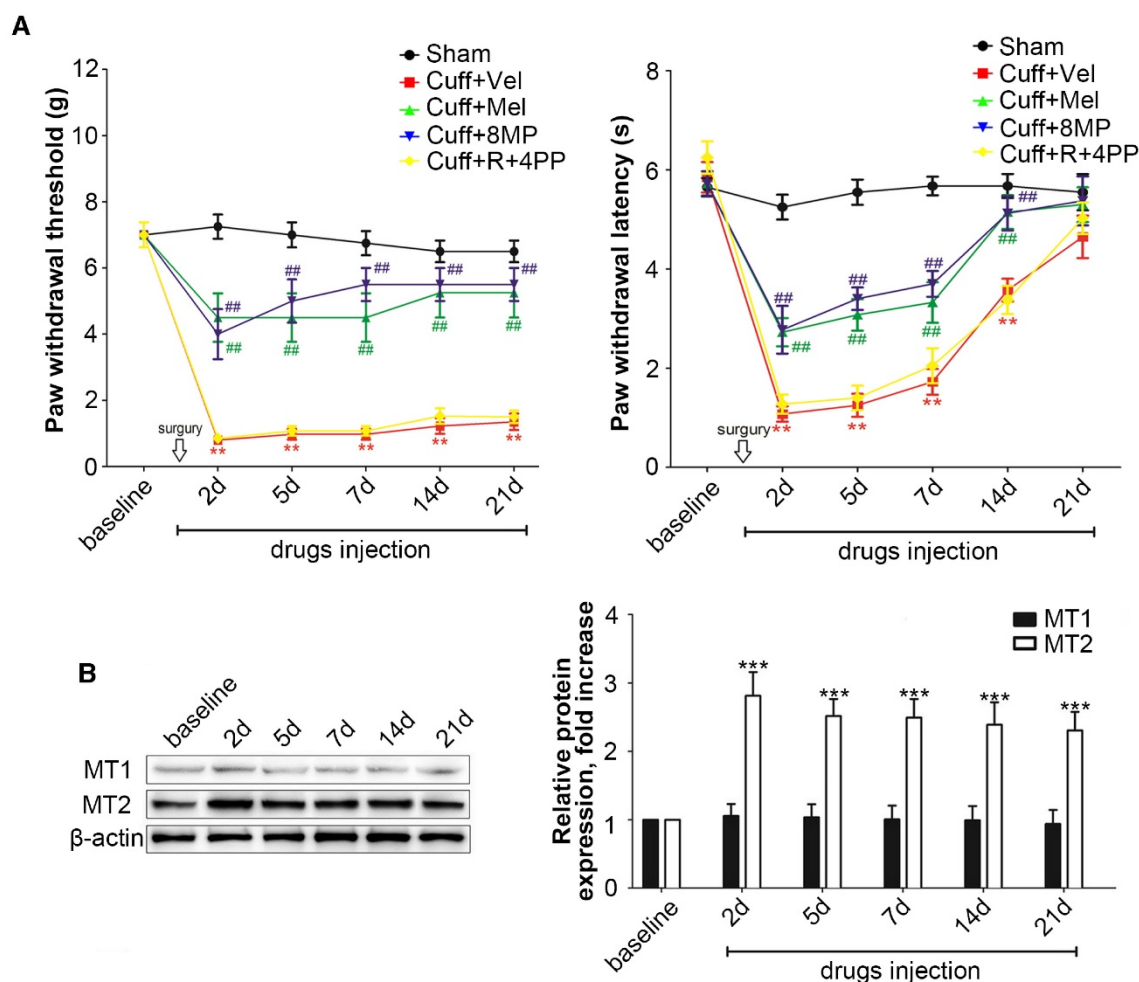 A
Paw withdrawal threshold (g)
12
10
8
6
4
2
0
Sham
Cuff+Vel
Cuff+Mel
Cuff+8MP
Cuff+R+4PP
##
##
##
##
##
##
##
##
##
##
**
**
**
**
**
surgury
baseline
2d
5d
7d
14d
21d
drugs injection
Paw withdrawal latency (s)
8
6
4
2
0
Sham
Cuff+Vel
Cuff+Mel
Cuff+8MP
Cuff+R+4PP
##
##
##
##
##
##
##
##
**
**
**
**
surgury
baseline
2d
5d
7d
14d
21d
drugs injection
B
baseline
2d
5d
7d
14d
21d
MT1
MT2
β-actin
Relative protein
expression, fold increase
4
3
2
1
0
MT1
MT2
***
***
***
***
***
baseline
2d
5d
7d
14d
21d
drugs injection